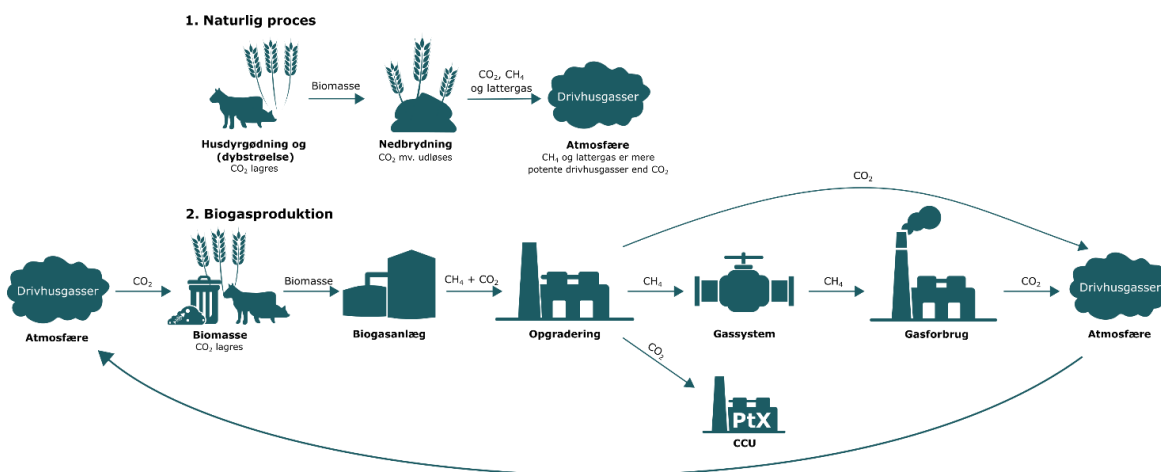 1. Naturlig proces
Biomasse
CO₂, CH₄
og lattergas
Drivhusgasser
Husdyrgødning og
(dybstrøelse)
CO₂ lagres
Nedbrydning
CO₂ mv. udløses
Atmosfære
CH₄ og lattergas er mere
potente drivhusgasser end CO₂
2. Biogasproduktion
CO₂
Drivhusgasser
CO₂
Biomasse
CH₄ + CO₂
CH₄
CH₄
CO₂
Drivhusgasser
Atmosfære
Biomasse
CO₂ lagres
Biogasanlæg
Opgradering
Gassystem
Gasforbrug
Atmosfære
CO₂
PtX
CCU